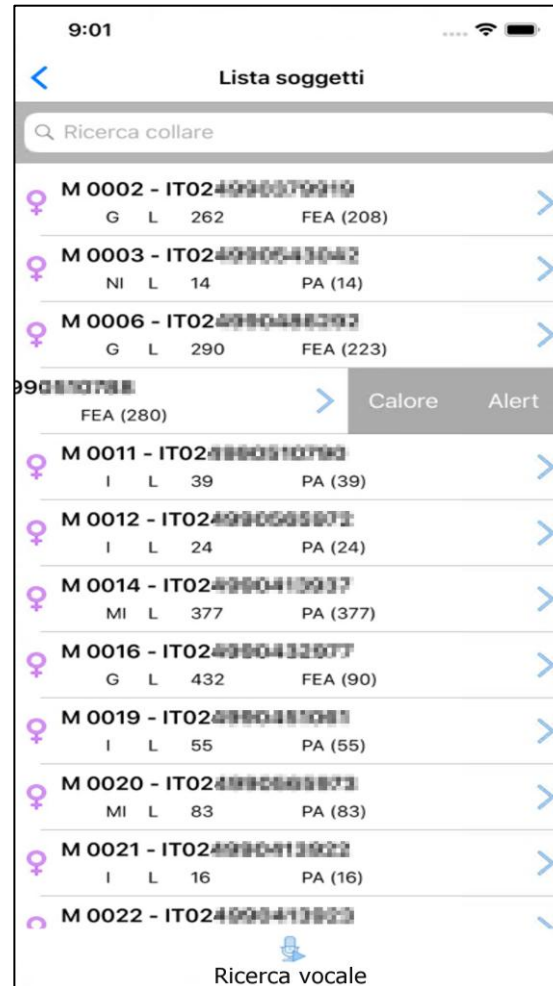 9:01
Lista soggetti
Ricerca collare
M 0002 - IT02
G L 262 FEA (208)
M 0003 - IT02
NI L 14 PA (14)
M 0006 - IT02
G L 290 FEA (223)
FEA (280)
Calore Alert
M 0011 - IT02
I L 39 PA (39)
M 0012 - IT02
I L 24 PA (24)
M 0014 - IT02
MI L 377 PA (377)
M 0016 - IT02
G L 432 FEA (90)
M 0019 - IT02
I L 55 PA (55)
M 0020 - IT02
MI L 83 PA (83)
M 0021 - IT02
I L 16 PA (16)
M 0022 - IT02
Ricerca vocale